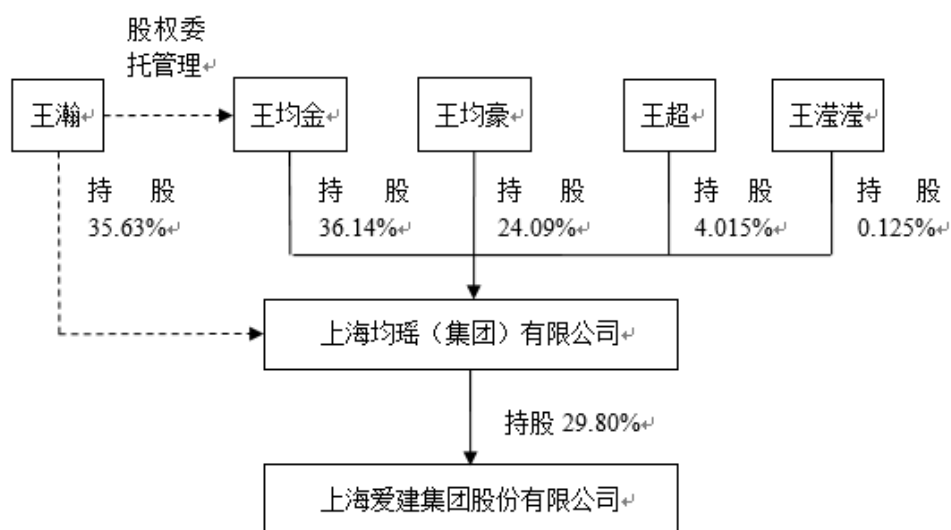 股权委
托管理
王瀚
王均金
王均豪
王超
王滢滢
持 股
35.63%
持 股
36.14%
持 股
24.09%
持 股
4.015%
持 股
0.125%
上海均瑶（集团）有限公司
持股 29.80%
上海爱建集团股份有限公司